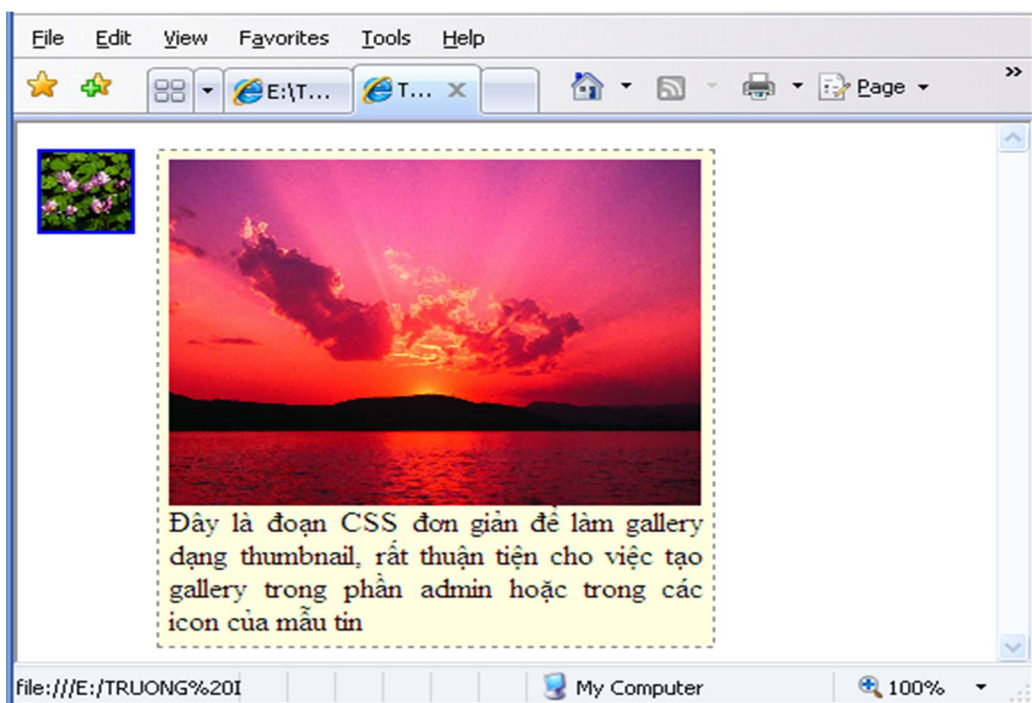 File Edit View Favorites Tools Help
E:\T... T... Page
Đây là đoạn CSS đơn giản để làm gallery
dạng thumbnail, rất thuận tiện cho việc tạo
gallery trong phần admin hoặc trong các
icon của mẫu tin
file:///E:/TRUONG%20I My Computer 100%